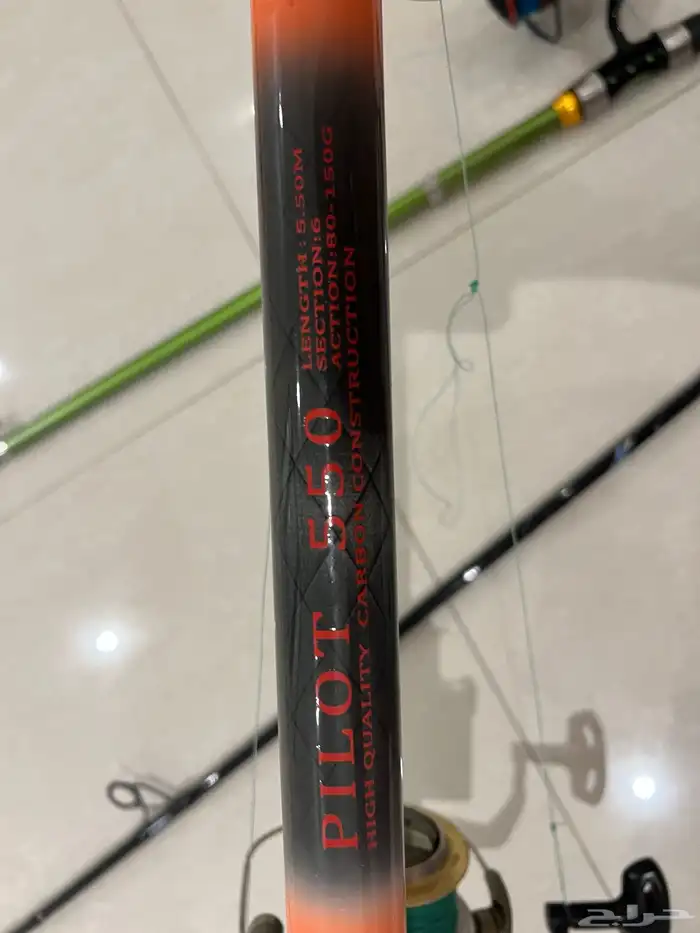 PILOT 550
LENGTH:5.50M
SECTION:6
ACTION:80-150G
HIGH QUALITY CARBON CONSTRUCTION
حراج